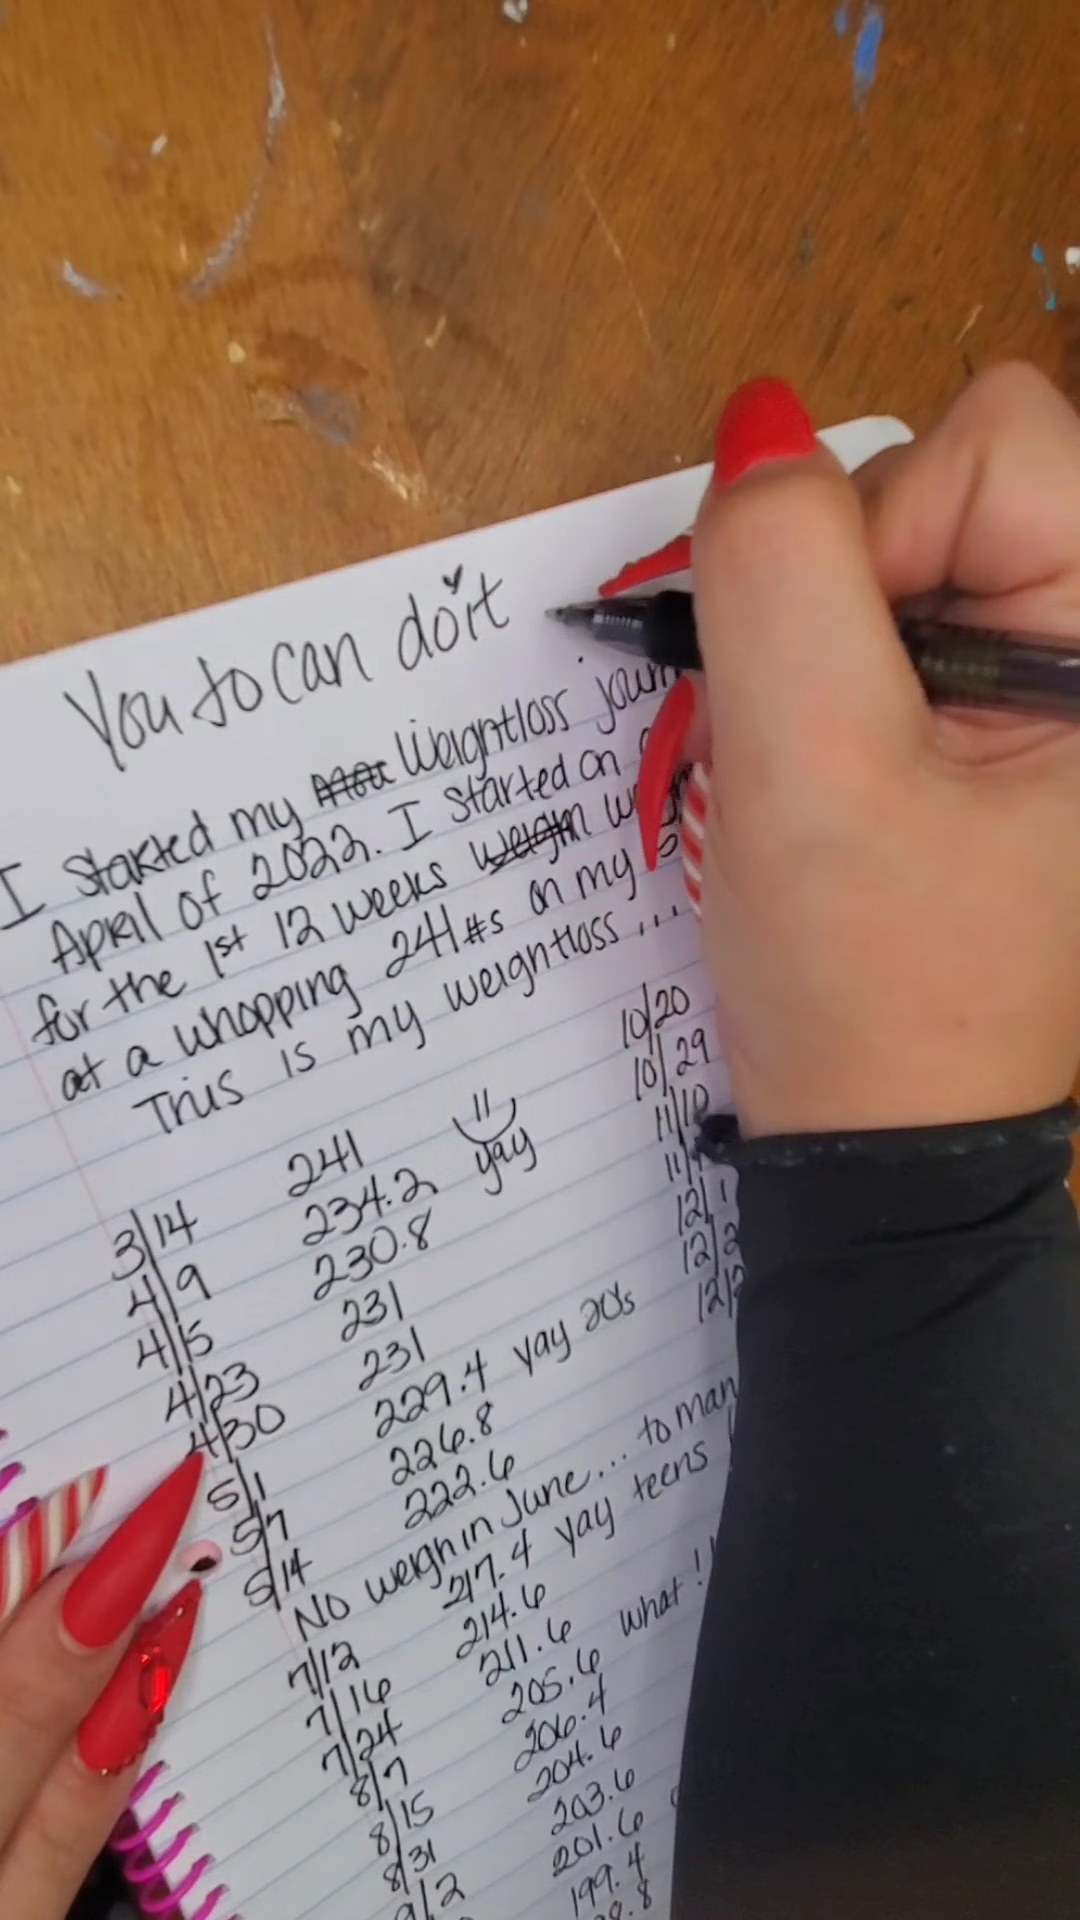 You to can do it
I started my Weightloss
April of 2022. I started on
for the 1st 12 weeks
at a whopping 241#s on my
This is my weightloss...
3/14 241
4/9 234.2 yay
4/15 230.8
4/23 231
4/30 231
5/1 229.4 yay 20's
5/7 226.8
5/14 222.6
No weigh in June... to
7/12 217.4 yay teens
7/16 214.6
7/24 211.6
8/7 205.6 what!
8/15 206.4
8/31 204.6
9/2 203.6
201.6
199.4
10/20
10/29
11/10